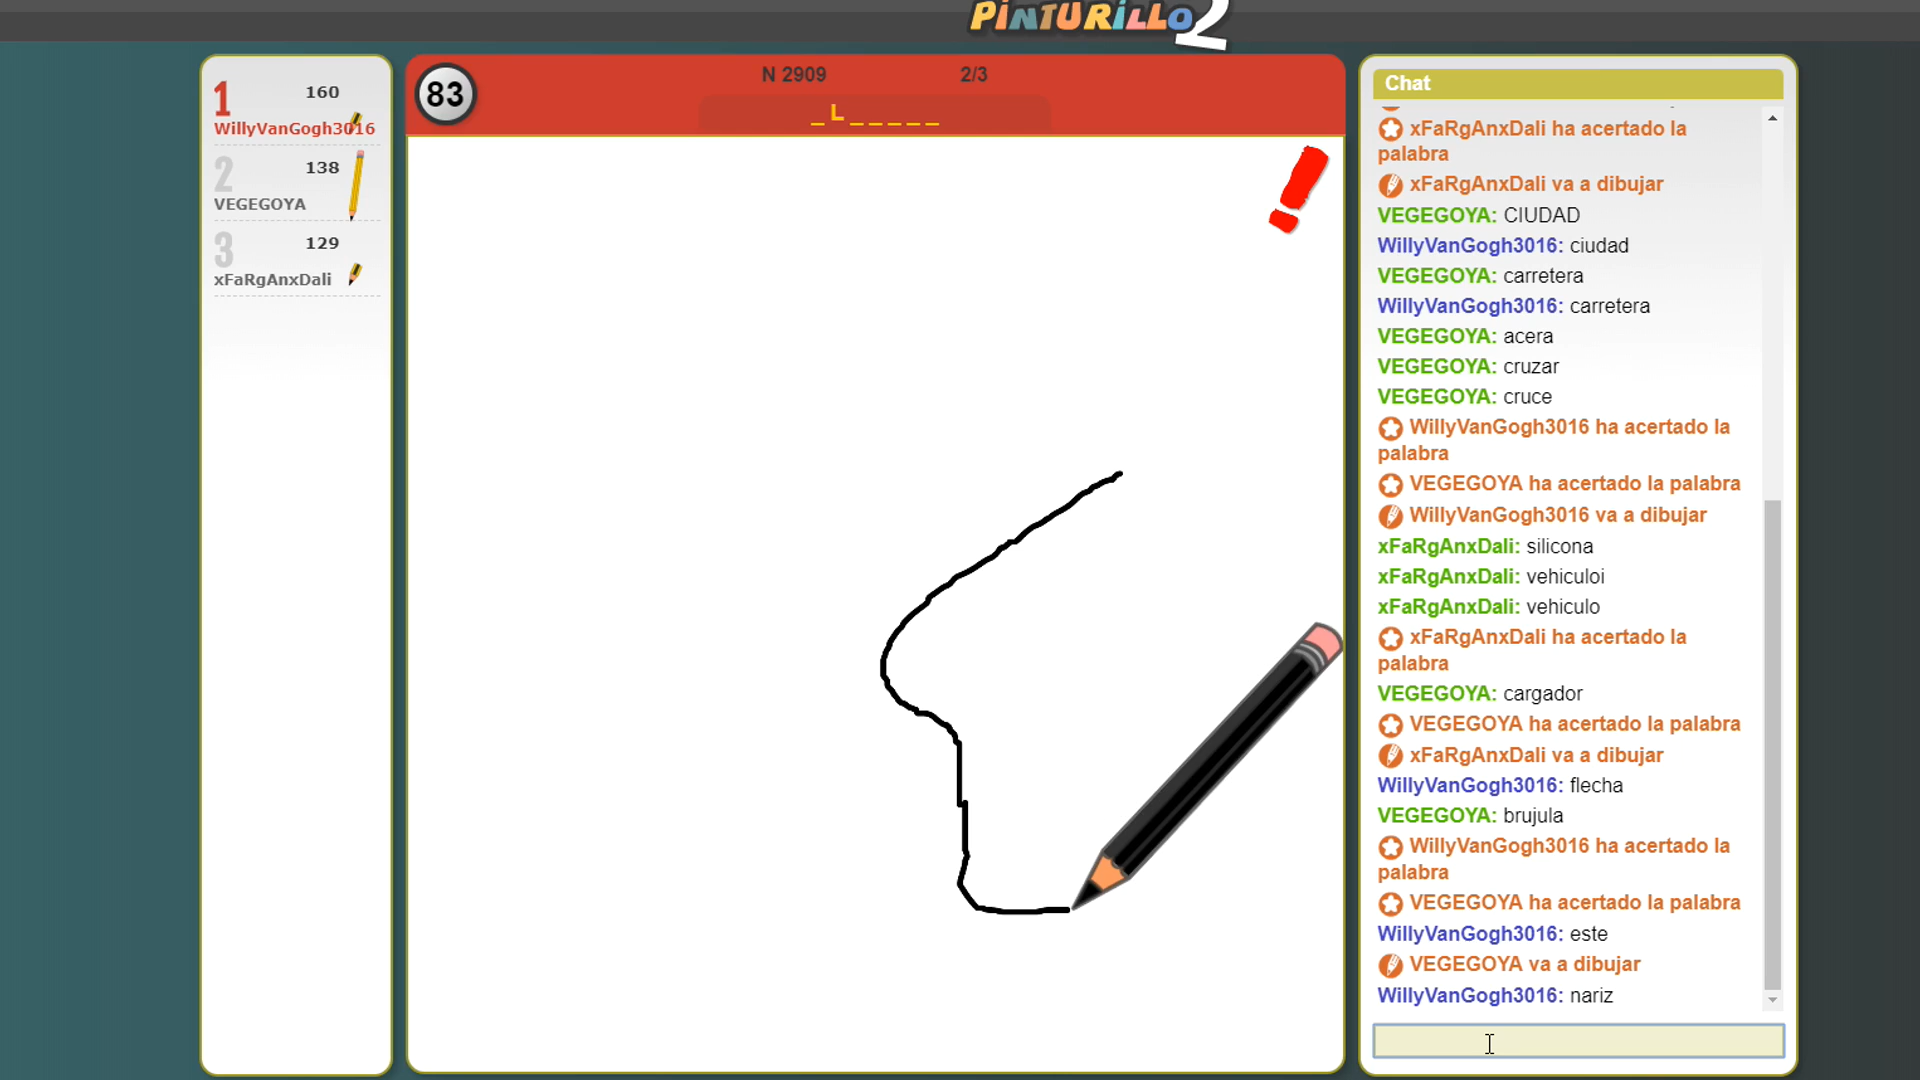 PiNTURiLLO2
83
N 2909
2/3
_L_____
1
160
WillyVanGogh3016
2
138
VEGEGOYA
3
129
xFaRgAnxDali
Chat
xFaRgAnxDali ha acertado la
palabra
xFaRgAnxDali va a dibujar
VEGEGOYA: CIUDAD
WillyVanGogh3016: ciudad
VEGEGOYA: carretera
WillyVanGogh3016: carretera
VEGEGOYA: acera
VEGEGOYA: cruzar
VEGEGOYA: cruce
WillyVanGogh3016 ha acertado la
palabra
VEGEGOYA ha acertado la palabra
WillyVanGogh3016 va a dibujar
xFaRgAnxDali: silicona
xFaRgAnxDali: vehiculoi
xFaRgAnxDali: vehiculo
xFaRgAnxDali ha acertado la
palabra
VEGEGOYA: cargador
VEGEGOYA ha acertado la palabra
xFaRgAnxDali va a dibujar
WillyVanGogh3016: flecha
VEGEGOYA: brujula
WillyVanGogh3016 ha acertado la
palabra
VEGEGOYA ha acertado la palabra
WillyVanGogh3016: este
VEGEGOYA va a dibujar
WillyVanGogh3016: nariz